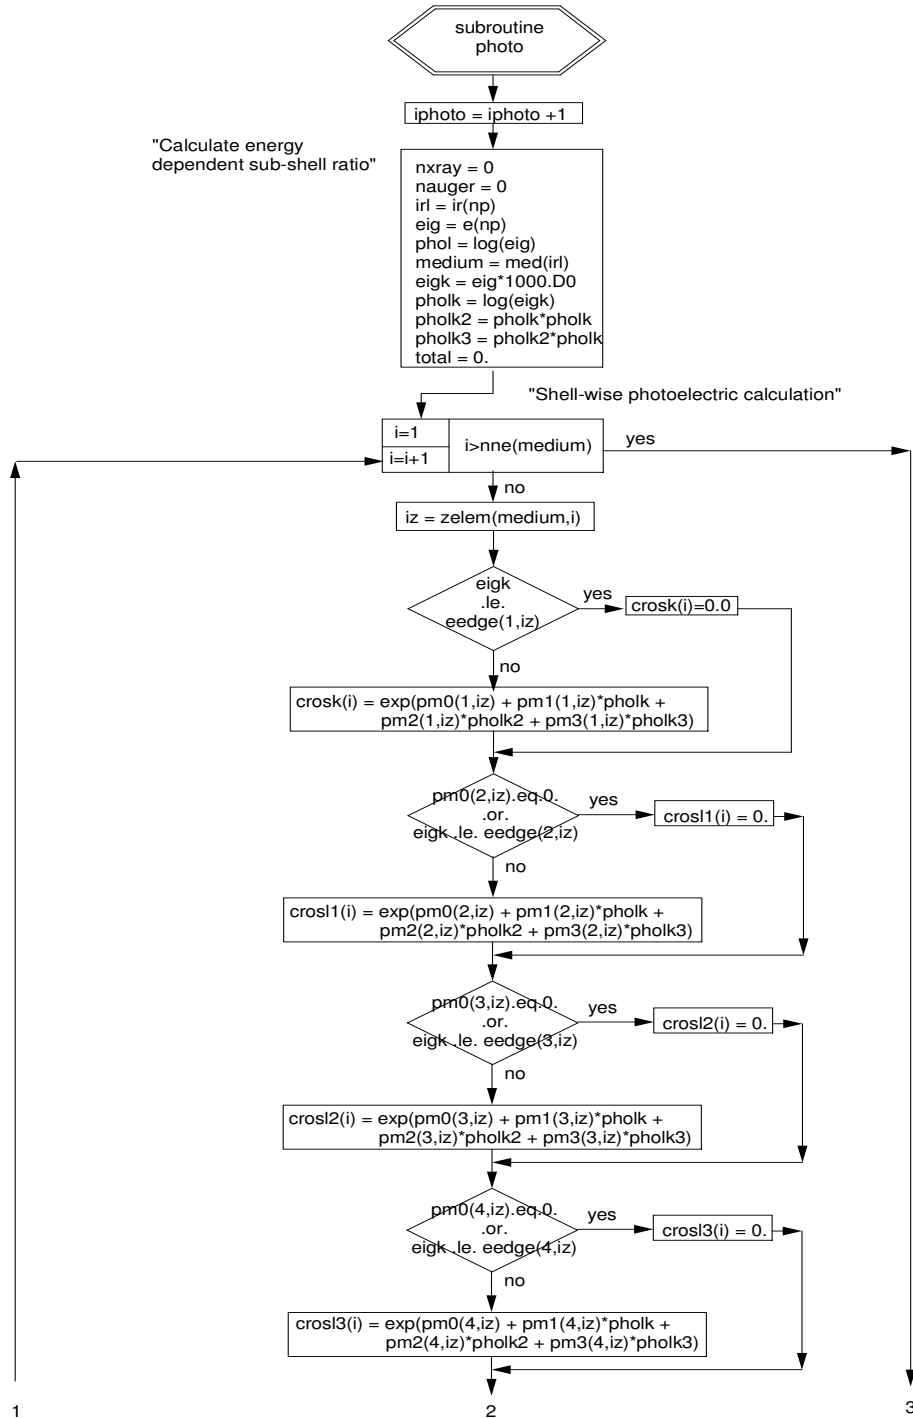 subroutine
photo
iphoto = iphoto +1
"Calculate energy
dependent sub-shell ratio"
nxray = 0
nauger = 0
irl = ir(np)
eig = e(np)
phol = log(eig)
medium = med(irl)
eigk = eig*1000.D0
pholk = log(eigk)
pholk2 = pholk*pholk
pholk3 = pholk2*pholk
total = 0.
"Shell-wise photoelectric calculation"
i=1
i=i+1
i>nne(medium)
yes
no
iz = zelem(medium,i)
eigk
.le.
eedge(1,iz)
yes
crosk(i)=0.0
no
crosk(i) = exp(pm0(1,iz) + pm1(1,iz)*pholk +
pm2(1,iz)*pholk2 + pm3(1,iz)*pholk3)
pm0(2,iz).eq.0.
.or.
eigk .le. eedge(2,iz)
yes
crosl1(i) = 0.
no
crosl1(i) = exp(pm0(2,iz) + pm1(2,iz)*pholk +
pm2(2,iz)*pholk2 + pm3(2,iz)*pholk3)
pm0(3,iz).eq.0.
.or.
eigk .le. eedge(3,iz)
yes
crosl2(i) = 0.
no
crosl2(i) = exp(pm0(3,iz) + pm1(3,iz)*pholk +
pm2(3,iz)*pholk2 + pm3(3,iz)*pholk3)
pm0(4,iz).eq.0.
.or.
eigk .le. eedge(4,iz)
yes
crosl3(i) = 0.
no
crosl3(i) = exp(pm0(4,iz) + pm1(4,iz)*pholk +
pm2(4,iz)*pholk2 + pm3(4,iz)*pholk3)
1
2
3